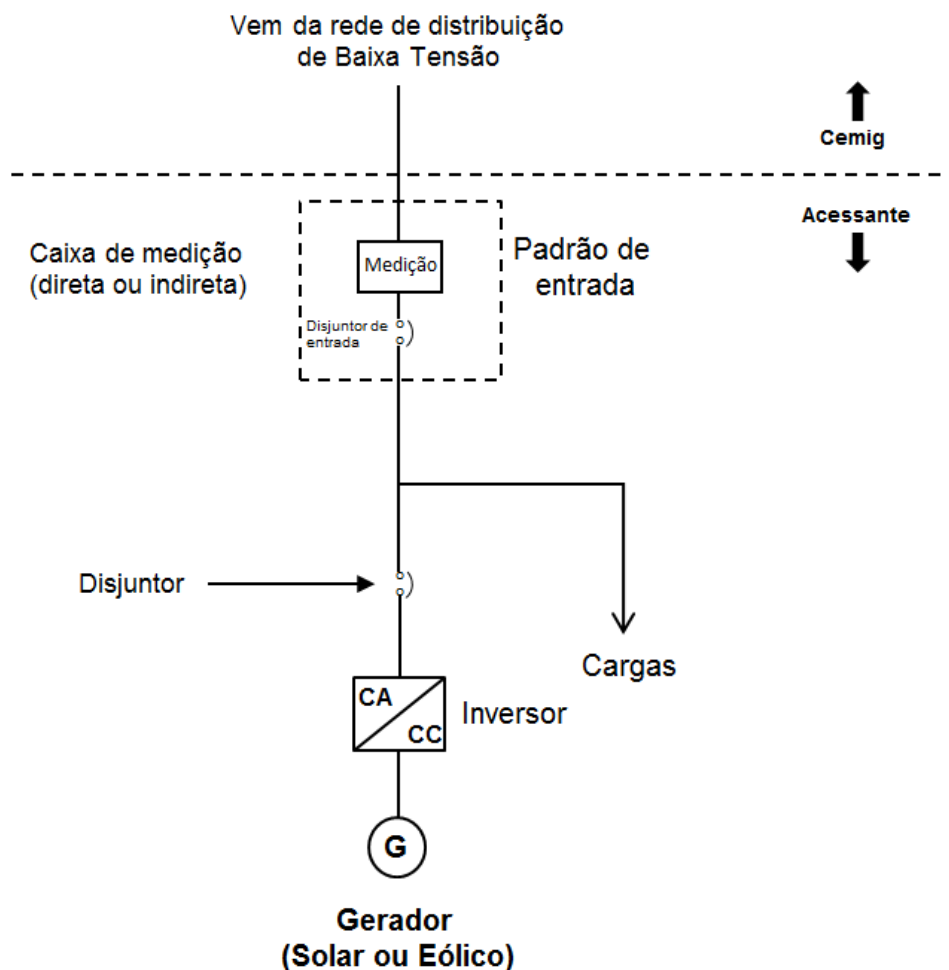 Vem da rede de distribuição
de Baixa Tensão
Cemig
Acessante
Caixa de medição
(direta ou indireta)
Medição
Padrão de
entrada
Disjuntor de
entrada
Disjuntor
Cargas
CA
CC
Inversor
G
Gerador
(Solar ou Eólico)